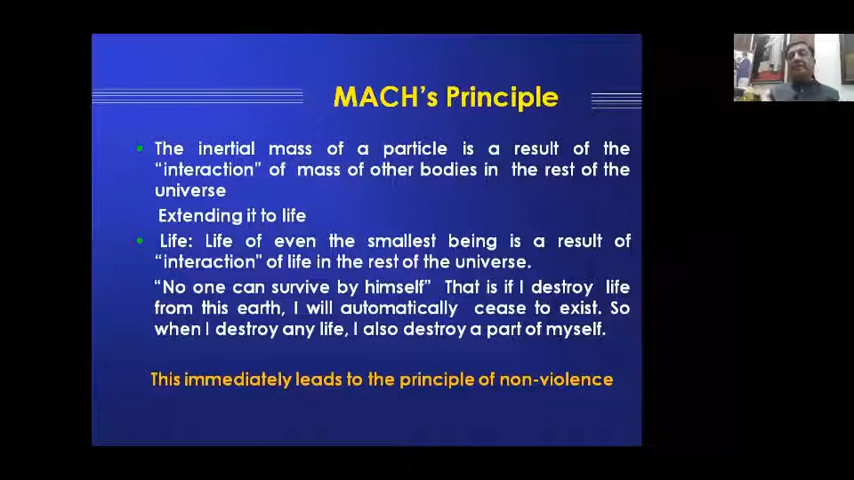 MACH's Principle
The inertial mass of a particle is a result of the
“interaction” of mass of other bodies in the rest of the
universe
Extending it to life
Life: Life of even the smallest being is a result of
“interaction” of life in the rest of the universe.
“No one can survive by himself” That is if I destroy life
from this earth, I will automatically cease to exist. So
when I destroy any life, I also destroy a part of myself.
This immediately leads to the principle of non-violence